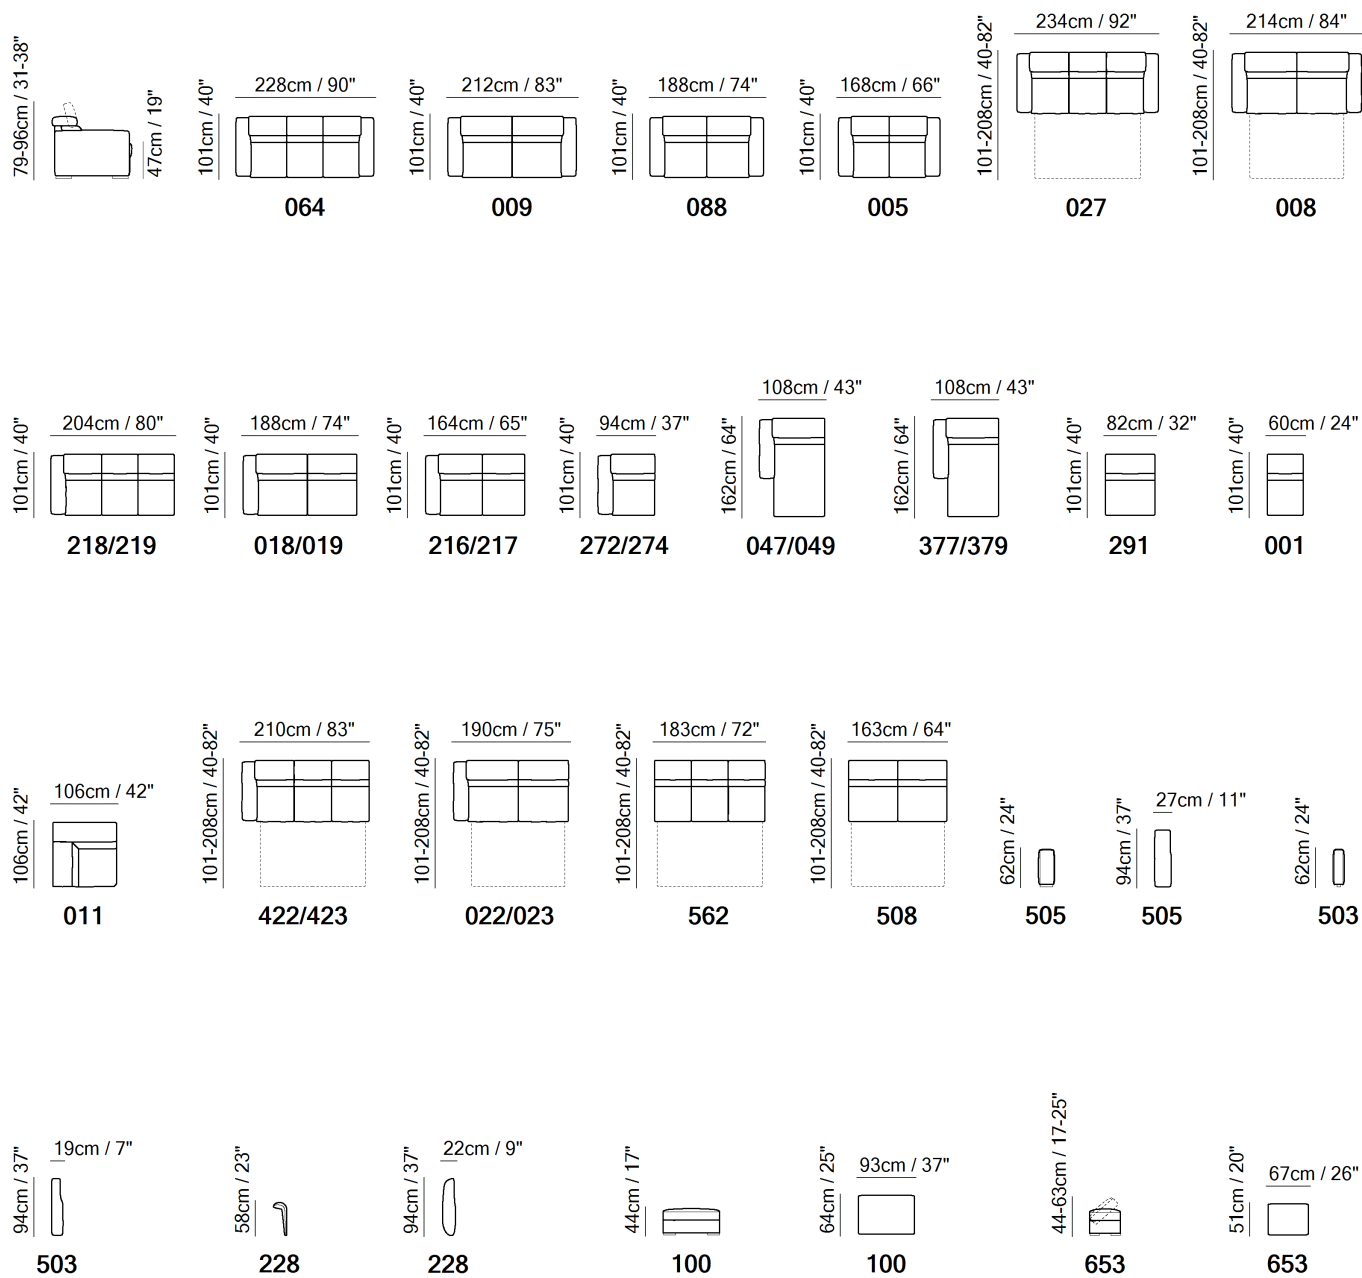 79-96cm / 31-38"
47cm / 19"
101cm / 40"
228cm / 90"
064
101cm / 40"
212cm / 83"
009
101cm / 40"
188cm / 74"
088
101cm / 40"
168cm / 66"
005
101-208cm / 40-82"
234cm / 92"
027
101-208cm / 40-82"
214cm / 84"
008
101cm / 40"
204cm / 80"
218/219
101cm / 40"
188cm / 74"
018/019
101cm / 40"
164cm / 65"
216/217
101cm / 40"
94cm / 37"
272/274
162cm / 64"
108cm / 43"
047/049
162cm / 64"
108cm / 43"
377/379
101cm / 40"
82cm / 32"
291
101cm / 40"
60cm / 24"
001
106cm / 42"
106cm / 42"
011
101-208cm / 40-82"
210cm / 83"
422/423
101-208cm / 40-82"
190cm / 75"
022/023
101-208cm / 40-82"
183cm / 72"
562
101-208cm / 40-82"
163cm / 64"
508
62cm / 24"
505
94cm / 37"
27cm / 11"
505
62cm / 24"
503
94cm / 37"
19cm / 7"
503
58cm / 23"
228
94cm / 37"
22cm / 9"
228
44cm / 17"
100
64cm / 25"
93cm / 37"
100
44-63cm / 17-25"
653
51cm / 20"
67cm / 26"
653